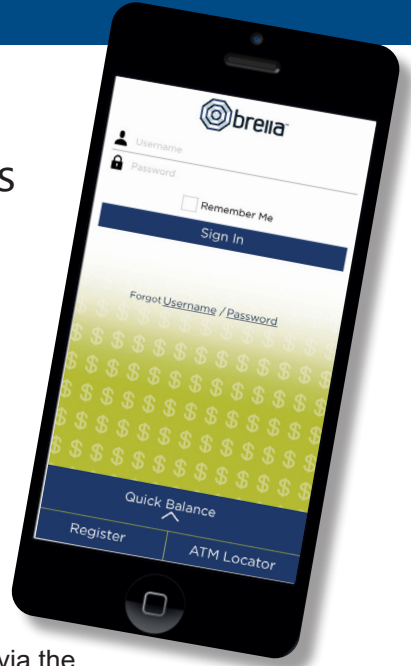 brella
s
Username
Password
Remember Me
Sign In
Forgot Username / Password
Quick Balance
Register
ATM Locator
via the